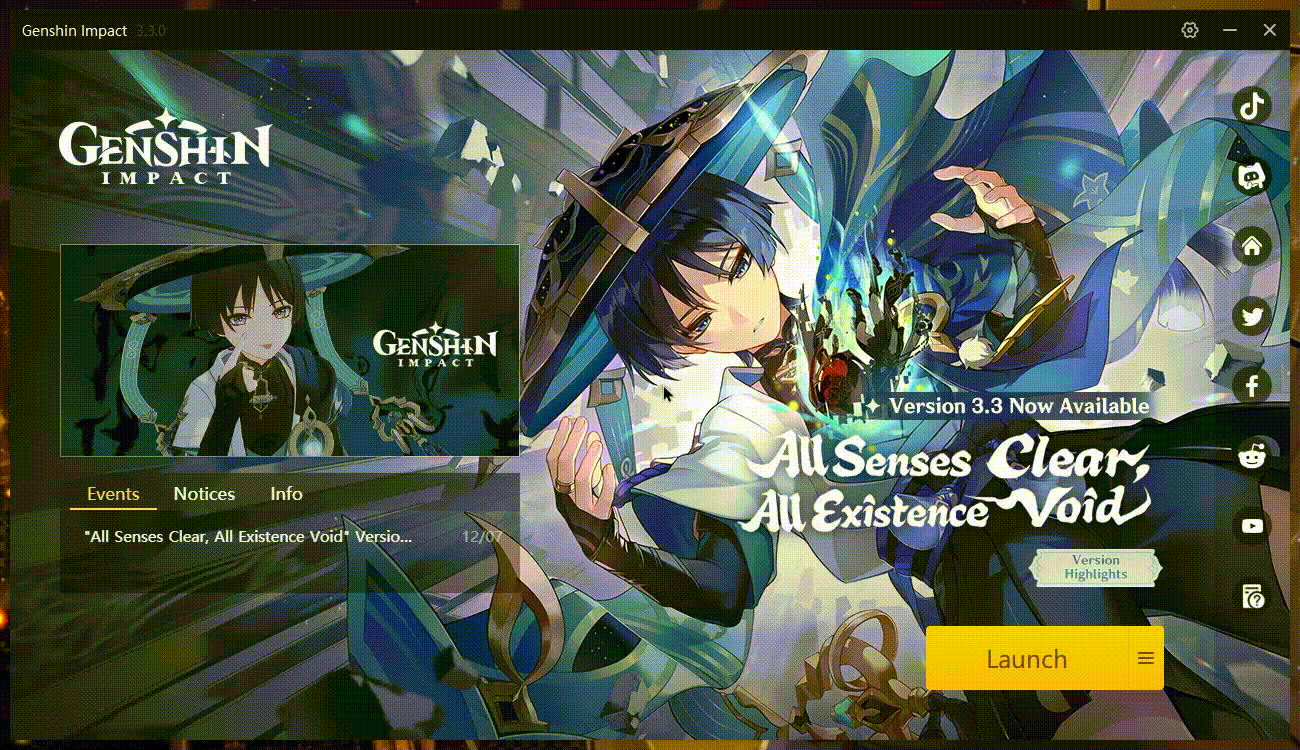 Genshin Impact 3.3.0
GENSHIN
IMPACT
GENSHIN
IMPACT
Version 3.3 Now Available
All Senses Clear,
All Existence Void
Events Notices Info
"All Senses Clear, All Existence Void" Versio... 12/07
Version
Highlights
Launch